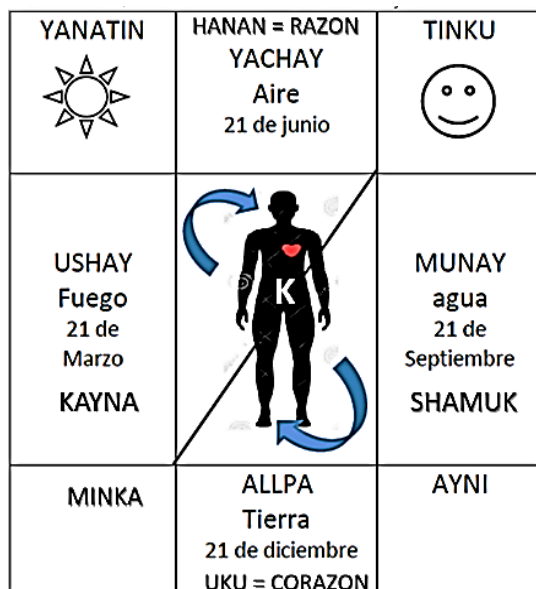 YANATIN
HANAN = RAZON
YACHAY
Aire
21 de junio
TINKU
USHAY
Fuego
21 de
Marzo
KAYNA
K
MUNAY
agua
21 de
Septiembre
SHAMUK
MINKA
ALLPA
Tierra
21 de diciembre
UKU = CORAZON
AYNI